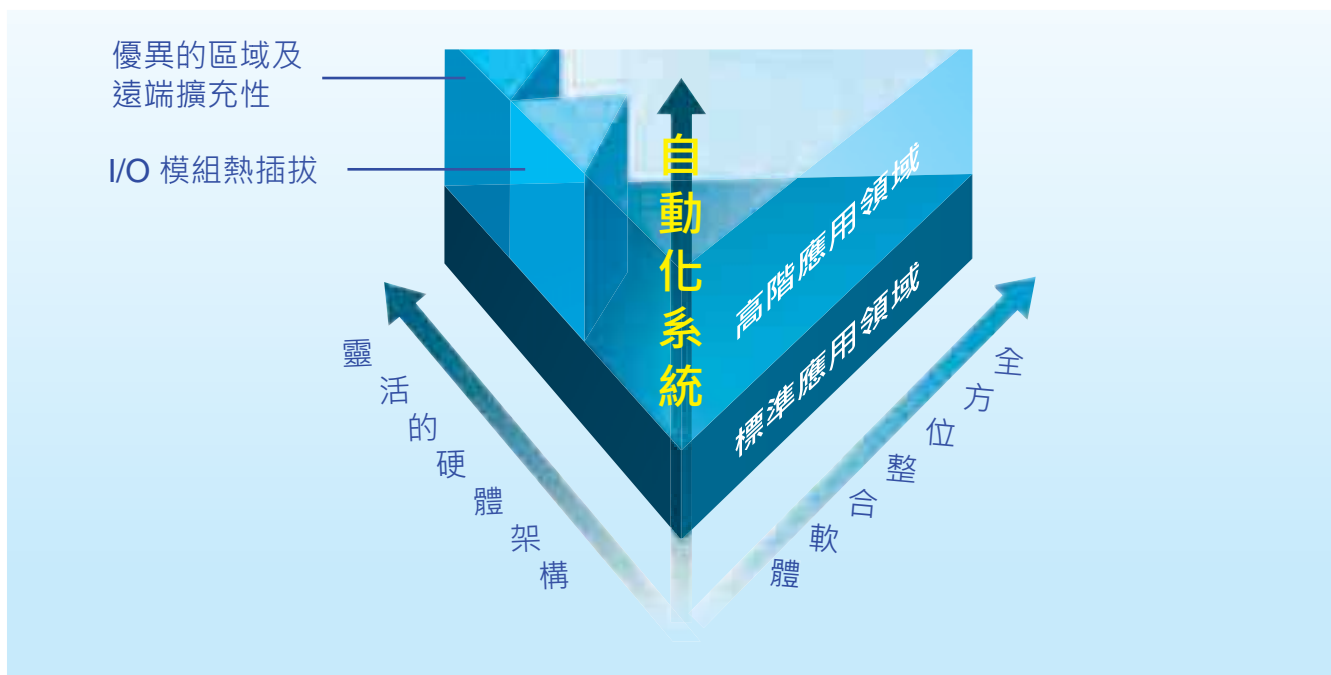 優異的區域及
遠端擴充性
I/O 模組熱插拔
自動化系統
高階應用領域
標準應用領域
靈活的硬體架構
全方位整合軟體